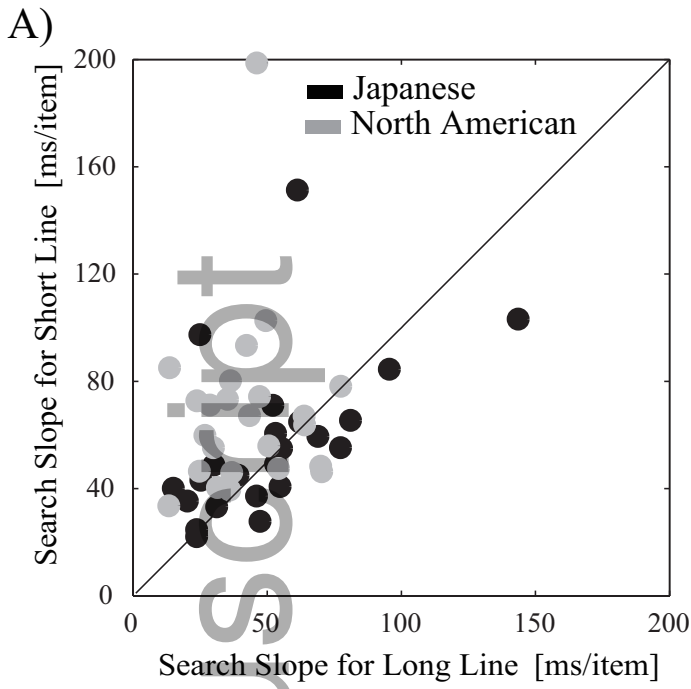 A)
Search Slope for Short Line [ms/item]
200
160
120
80
40
0
Japanese
North American
script
0
50
100
150
200
Search Slope for Long Line [ms/item]